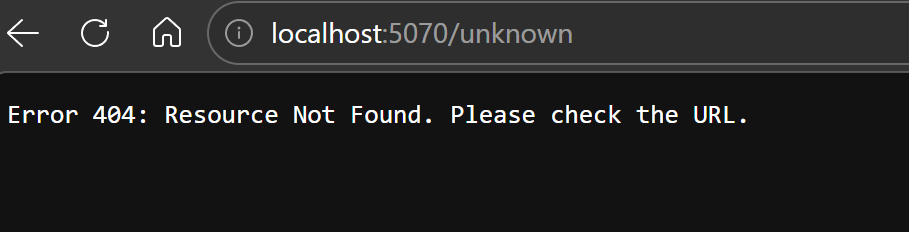 localhost:5070/unknown
Error 404: Resource Not Found. Please check the URL.